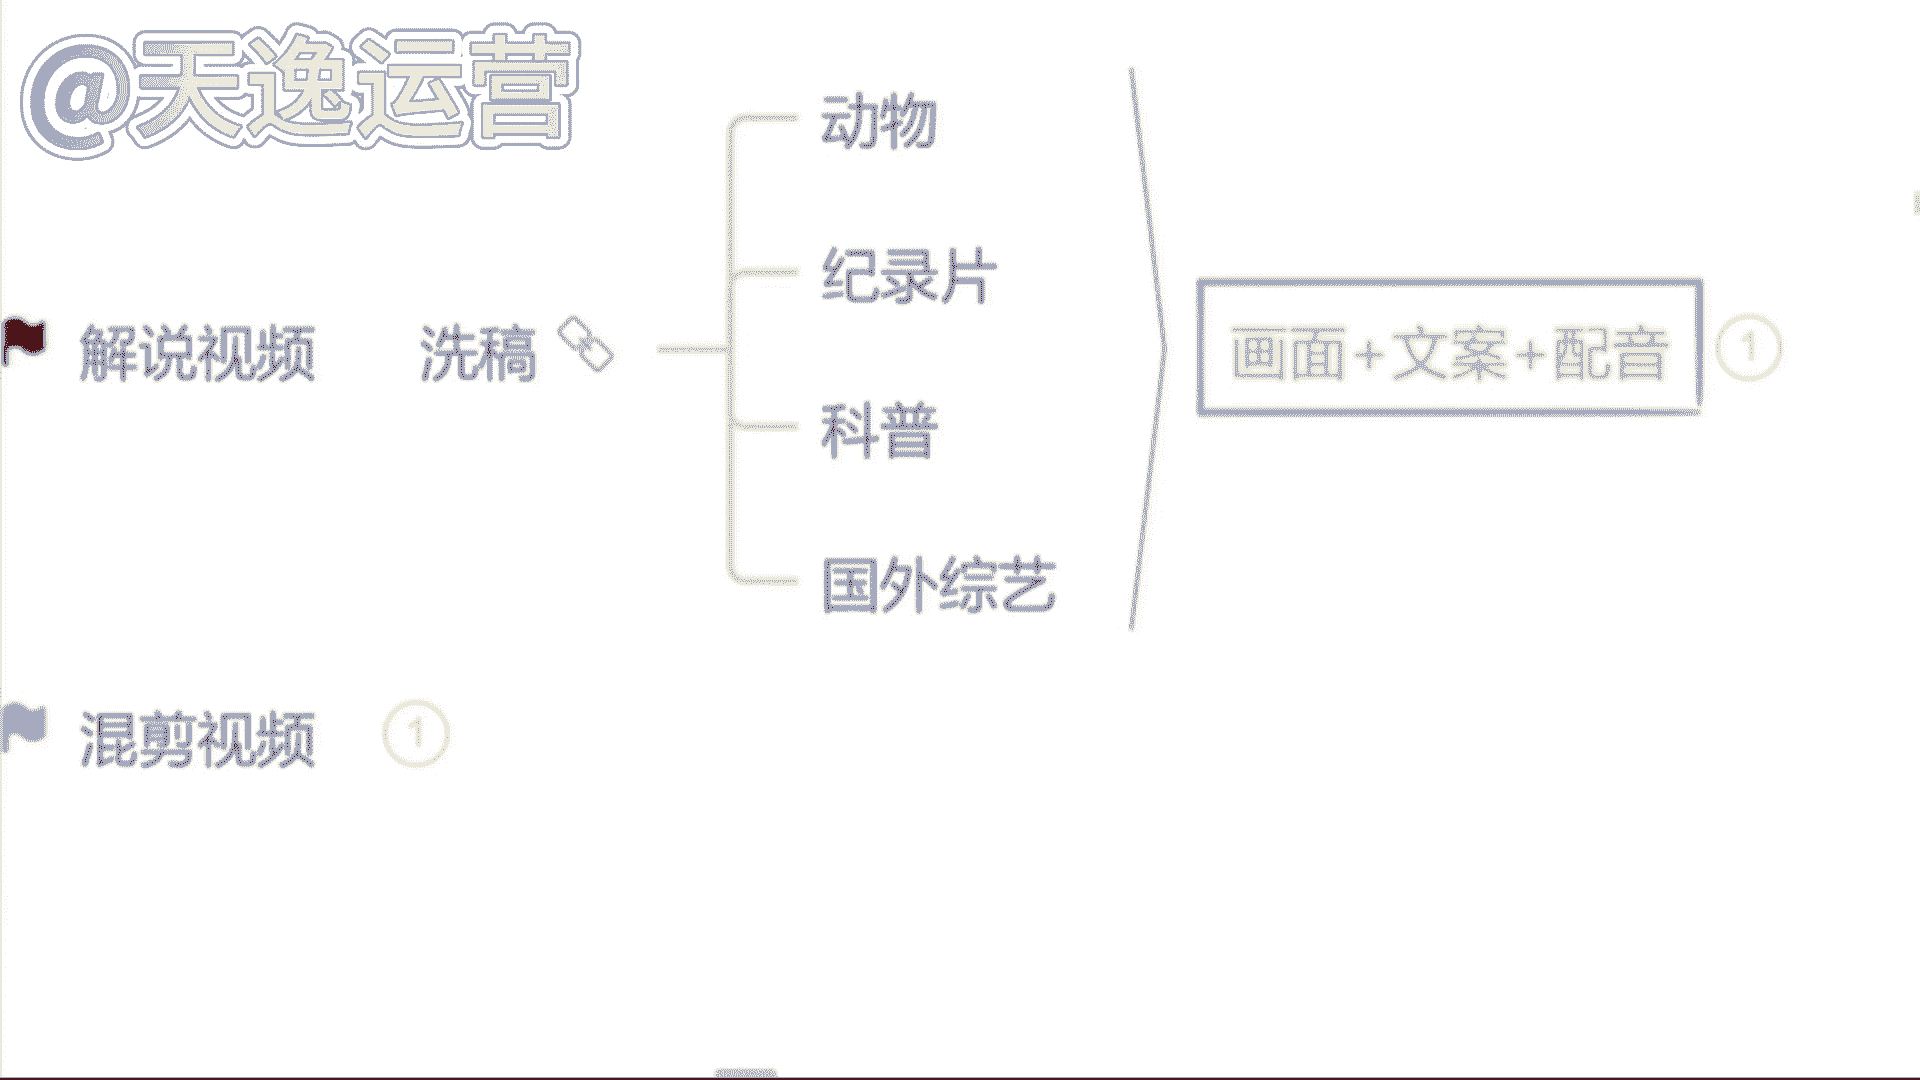 @天逸运营
动物
纪录片
解说视频 洗稿 画面+文案+配音 1
科普
国外综艺
混剪视频 1